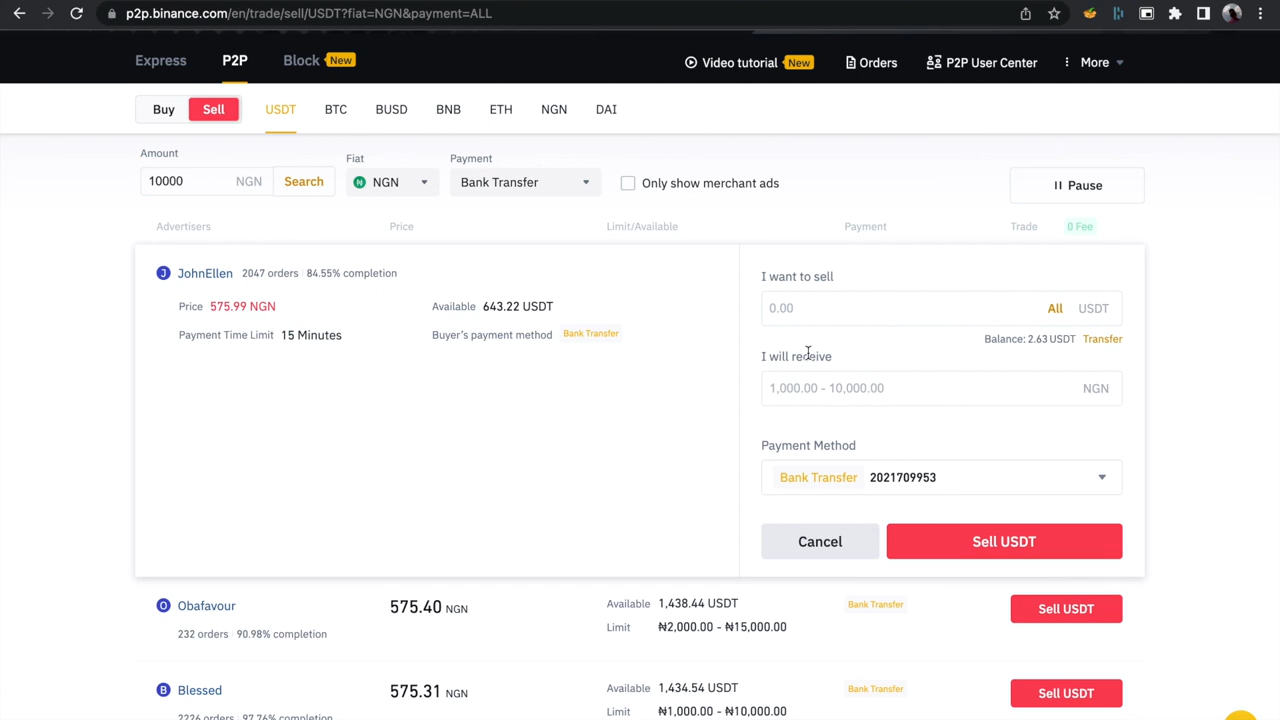 p2p.binance.com/en/trade/sell/USDT?fiat=NGN&payment=ALL
Express P2P Block New Video tutorial New Orders P2P User Center More
Buy Sell USDT BTC BUSD BNB ETH NGN DAI
Amount Fiat Payment
10000 NGN Search NGN Bank Transfer Only show merchant ads Pause
Advertisers Price Limit/Available Payment Trade 0 Fee
J JohnEllen 2047 orders 84.55% completion
Price 575.99 NGN Available 643.22 USDT
Payment Time Limit 15 Minutes Buyer's payment method Bank Transfer
I want to sell
0.00 All USDT
Balance: 2.63 USDT Transfer
I will receive
1,000.00 - 10,000.00 NGN
Payment Method
Bank Transfer 2021709953
Cancel Sell USDT
O Obafavour 575.40 NGN Available 1,438.44 USDT Bank Transfer Sell USDT
232 orders 90.98% completion Limit ₦2,000.00 - ₦15,000.00
B Blessed 575.31 NGN Available 1,434.54 USDT Bank Transfer Sell USDT
2226 orders 97.76% completion Limit ₦1,000.00 - ₦10,000.00